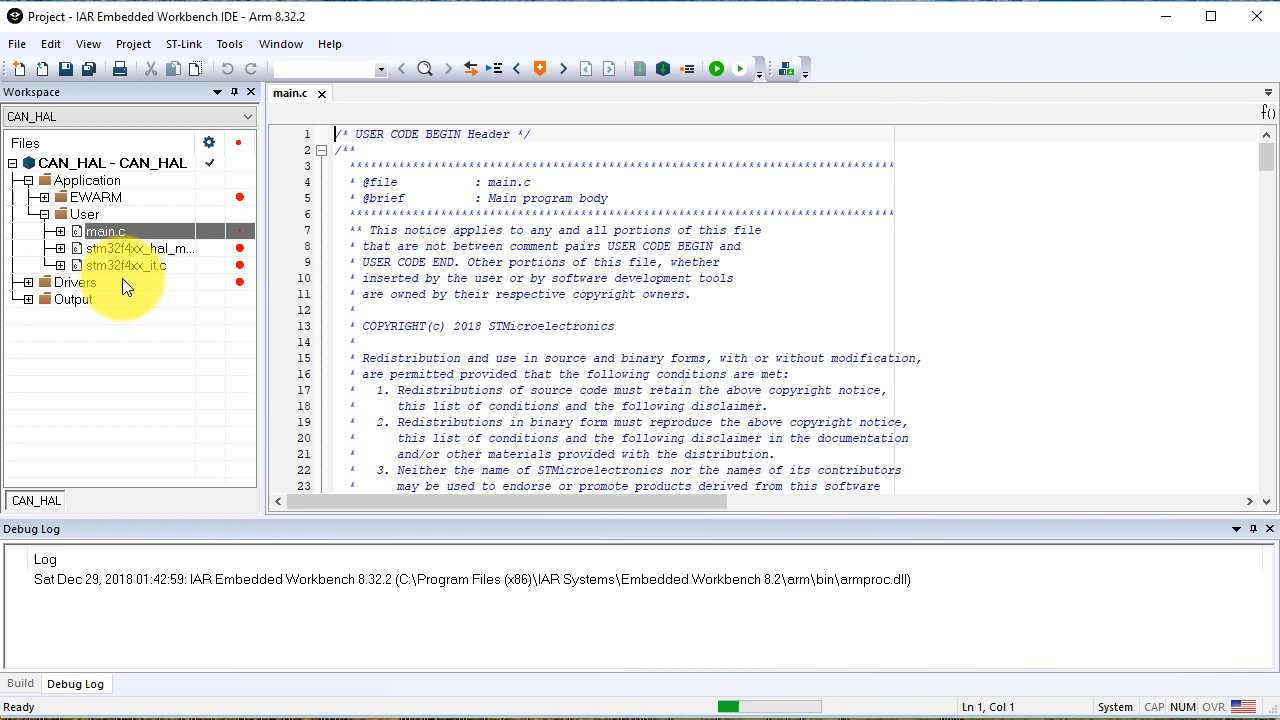 Project - IAR Embedded Workbench IDE - Arm 8.32.2
File Edit View Project ST-Link Tools Window Help
Workspace
main.c
CAN_HAL
Files
CAN_HAL - CAN_HAL
Application
EWARM
User
main.c
stm32f4xx_hal_m...
stm32f4xx_it.c
Drivers
Output
CAN_HAL
f()
1 /* USER CODE BEGIN Header */
2 /**
3 ******************************************************************************
4 * @file : main.c
5 * @brief : Main program body
6 ******************************************************************************
7 ** This notice applies to any and all portions of this file
8 * that are not between comment pairs USER CODE BEGIN and
9 * USER CODE END. Other portions of this file, whether
10 * inserted by the user or by software development tools
11 * are owned by their respective copyright owners.
12 *
13 * COPYRIGHT(c) 2018 STMicroelectronics
14 *
15 * Redistribution and use in source and binary forms, with or without modification,
16 * are permitted provided that the following conditions are met:
17 * 1. Redistributions of source code must retain the above copyright notice,
18 * this list of conditions and the following disclaimer.
19 * 2. Redistributions in binary form must reproduce the above copyright notice,
20 * this list of conditions and the following disclaimer in the documentation
21 * and/or other materials provided with the distribution.
22 * 3. Neither the name of STMicroelectronics nor the names of its contributors
23 * may be used to endorse or promote products derived from this software
Debug Log
Log
Sat Dec 29, 2018 01:42:59: IAR Embedded Workbench 8.32.2 (C:\Program Files (x86)\IAR Systems\Embedded Workbench 8.2\arm\bin\armproc.dll)
Build Debug Log
Ready Ln 1, Col 1 System CAP NUM OVR